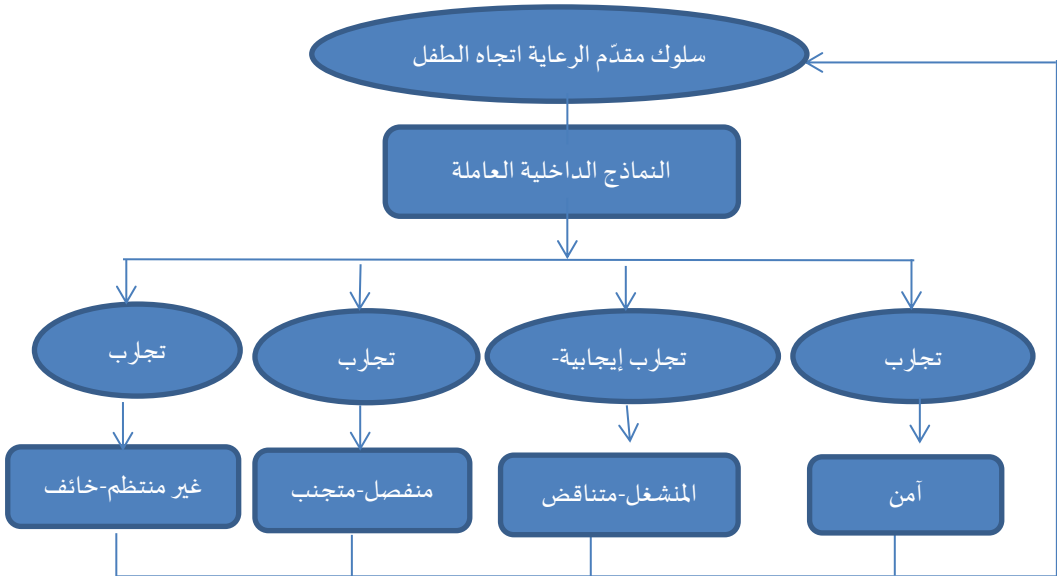 سلوك مقدّم الرعاية اتجاه الطفل
النماذج الداخلية العاملة
تجارب
تجارب إيجابية-
تجارب
تجارب
آمن
المنشغل-متناقض
منفصل-متجنب
غير منتظم-خائف